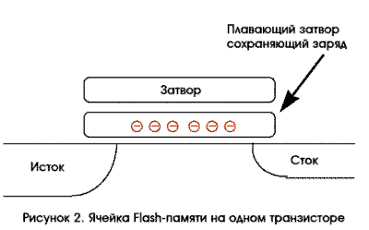 Плавающий затвор
сохраняющий заряд
Затвор
Исток
Сток
Рисунок 2. Ячейка Flash-памяти на одном транзисторе